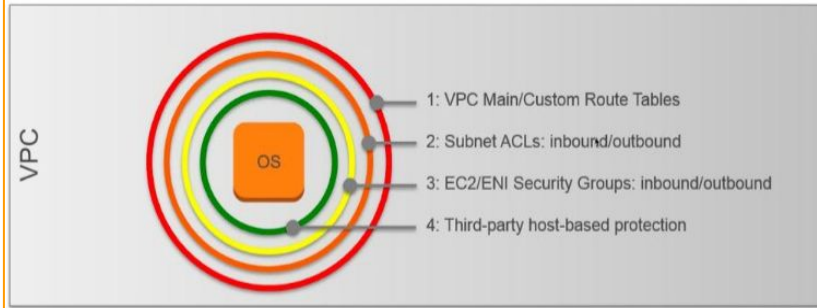 VPC
OS
1: VPC Main/Custom Route Tables
2: Subnet ACLs: inbound/outbound
3: EC2/ENI Security Groups: inbound/outbound
4: Third-party host-based protection